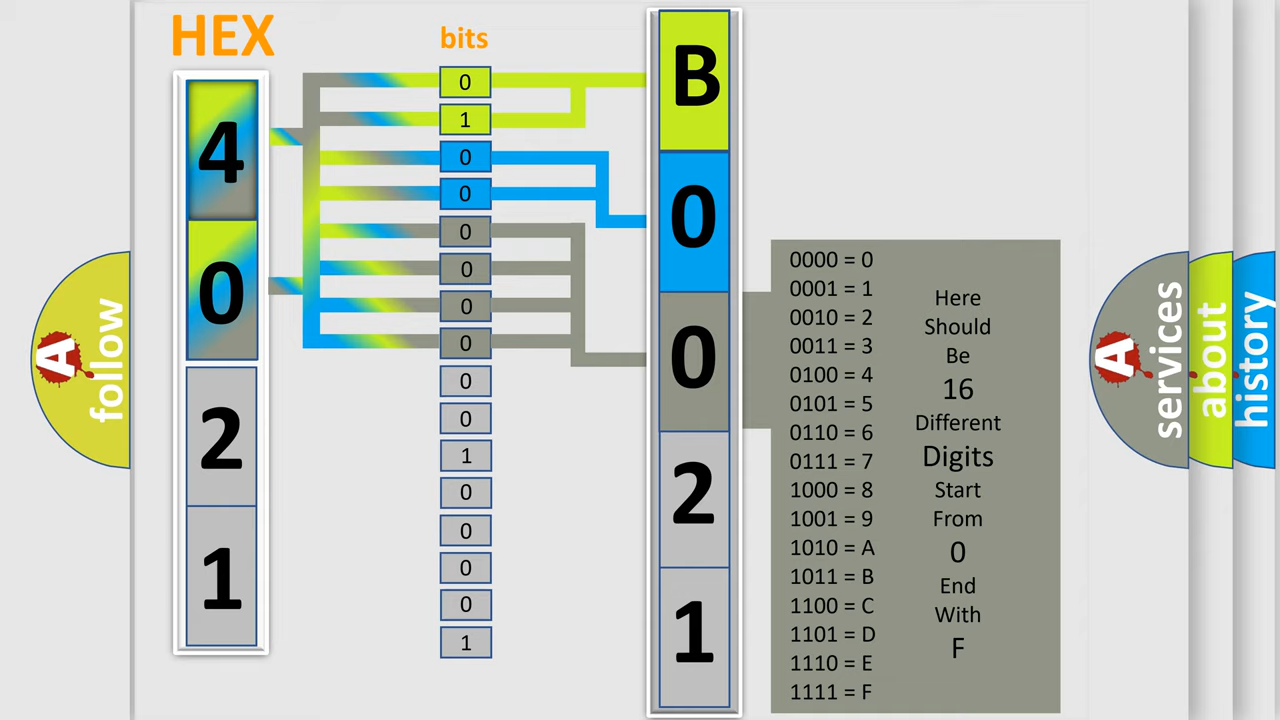 HEX
bits
4
0
2
1
0
1
0
0
0
0
0
0
0
0
1
0
0
0
0
1
B
0
0
2
1
0000 = 0
0001 = 1
0010 = 2
0011 = 3
0100 = 4
0101 = 5
0110 = 6
0111 = 7
1000 = 8
1001 = 9
1010 = A
1011 = B
1100 = C
1101 = D
1110 = E
1111 = F
Here
Should
Be
16
Different
Digits
Start
From
0
End
With
F
A
follow
A
services
about
history